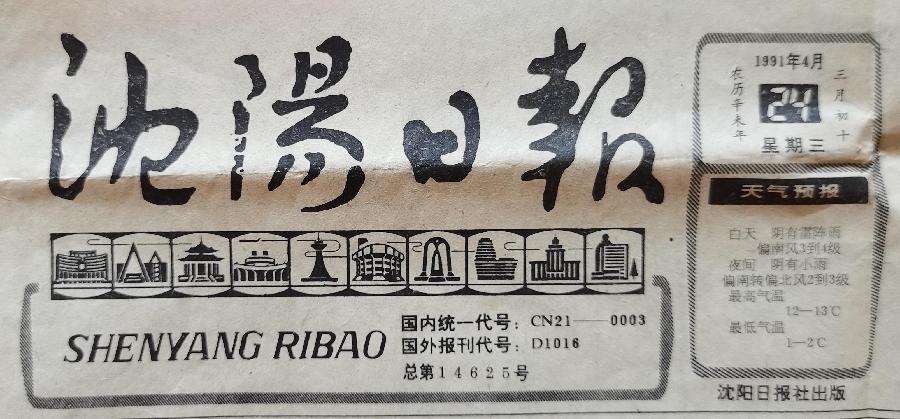 沈陽日報
SHENYANG RIBAO
国内统一代号：CN21——0003
国外报刊代号：D1016
总第14625号
1991年4月
农历辛未年
24
三月初十
星期三
天气预报
白天 阴有雷阵雨
偏南风3到4级
夜间 阴有小雨
偏南转偏北风2到3级
最高气温
12—13℃
最低气温
1—2℃
沈阳日报社出版